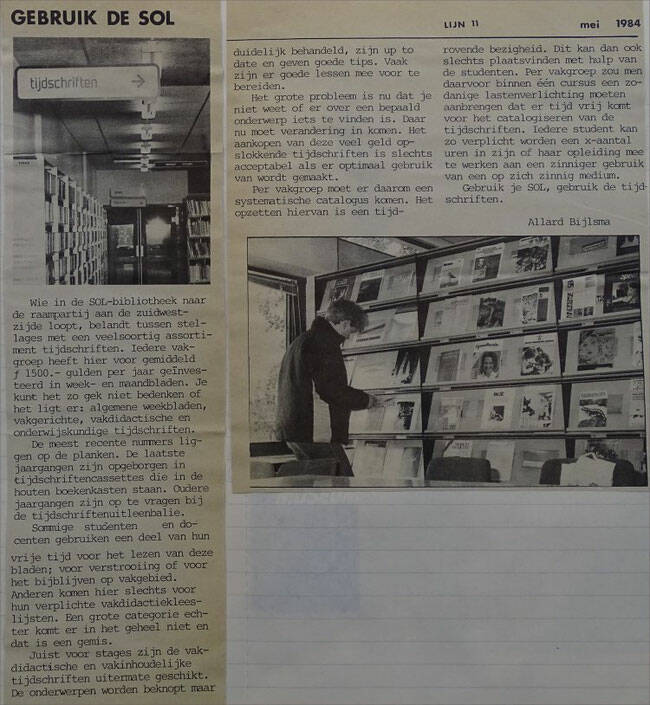 GEBRUIK DE SOL
LIJN 11
mei 1984
tijdschriften
Wie in de SOL-bibliotheek naar
de raampartij aan de zuidwest-
zijde loopt, belandt tussen stel-
lages met een veelsoortig assorti-
ment tijdschriften. Iedere vak-
groep heeft hier voor gemiddeld
f 1500.- gulden per jaar geïnves-
teerd in week- en maandbladen. Je
kunt het zo gek niet bedenken of
het ligt er: algemene weekbladen,
vakgerichte, vakdidactische en
onderwijskundige tijdschriften.
De meest recente nummers lig-
gen op de planken. De laatste
jaargangen zijn opgeborgen in
tijdschriftencassettes die in de
houten boekenkasten staan. Oudere
jaargangen zijn op te vragen bij
de tijdschriftenuitleenbalie.
Sommige studenten en do-
centen gebruiken een deel van hun
vrije tijd voor het lezen van deze
bladen; voor verstrooiing of voor
het bijblijven op vakgebied.
Anderen komen hier slechts voor
hun verplichte vakdidactieklees-
lijsten. Een grote categorie ech-
ter komt er in het geheel niet en
dat is een gemis.
Juist voor stages zijn de vak-
didactische en vakinhoudelijke
tijdschriften uitermate geschikt.
De onderwerpen worden beknopt maar
duidelijk behandeld, zijn up to
date en geven goede tips. Vaak
zijn er goede lessen mee voor te
bereiden.
Het grote probleem is nu dat je
niet weet of er over een bepaald
onderwerp iets te vinden is. Daar
nu moet verandering in komen. Het
aankopen van deze veel geld op-
slokkende tijdschriften is slechts
acceptabel als er optimaal gebruik
van wordt gemaakt.
Per vakgroep moet er daarom een
systematische catalogus komen. Het
opzetten hiervan is een tijd-
rovende bezigheid. Dit kan dan ook
slechts plaatsvinden met hulp van
de studenten. Per vakgroep zou men
daarvoor binnen één cursus een zo-
danige lastenverlichting moeten
aanbrengen dat er tijd vrij komt
voor het catalogiseren van de
tijdschriften. Iedere student kan
zo verplicht worden een x-aantal
uren in zijn of haar opleiding mee
te werken aan een zinniger gebruik
van een op zich zinnig medium.
Gebruik je SOL, gebruik de tijd-
schriften.
Allard Bijlsma